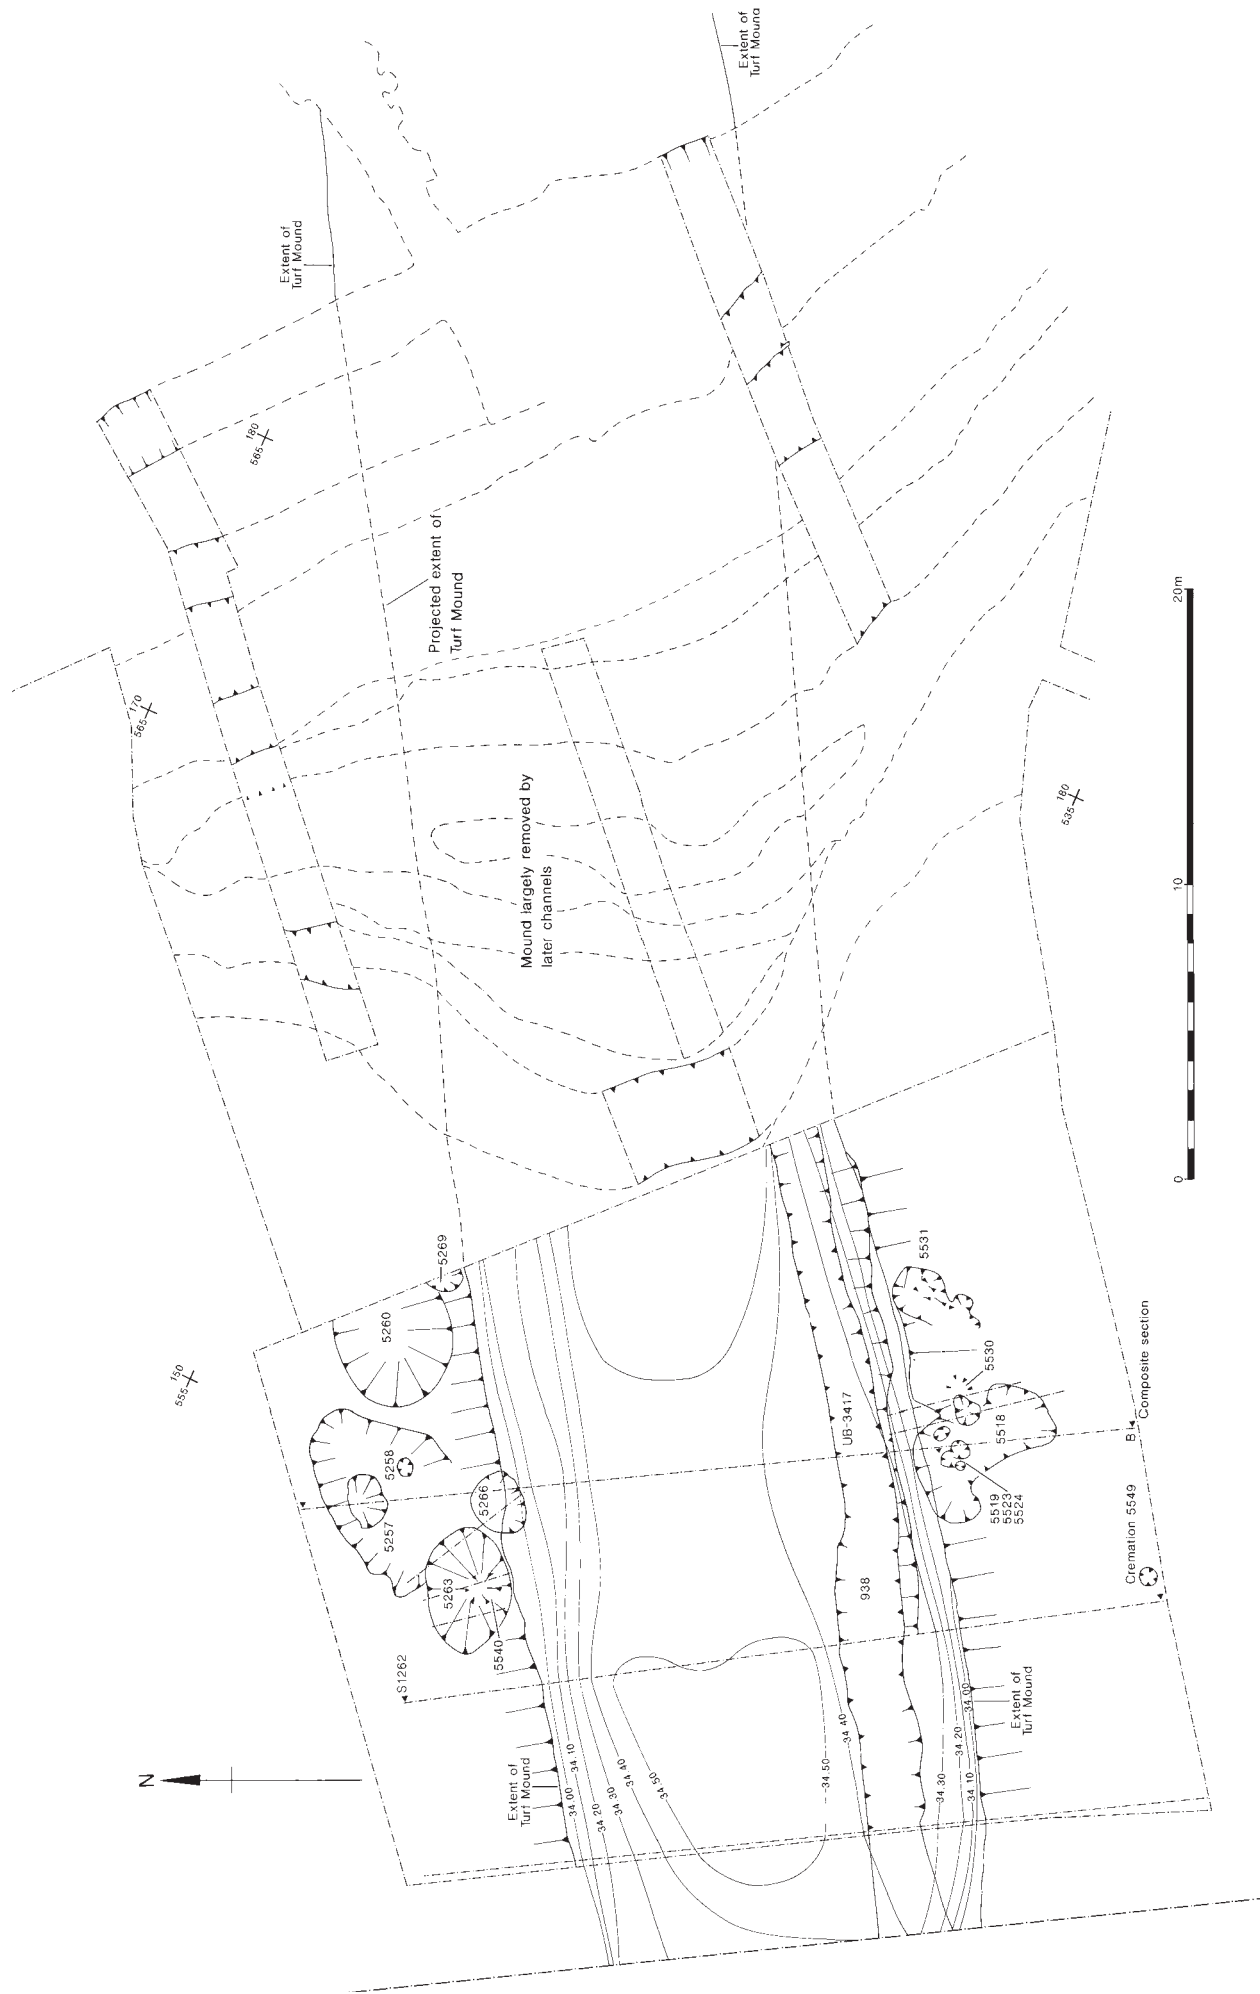 Extent of
Turf Mound
Extent of
Turf Mound
180
565
Projected extent of
Turf Mound
170
565
Mound largely removed by
later channels
180
535
20m
10
0
5269
5260
150
555
5531
5530
5518
5519
5523
5524
B
Composite section
UB-3417
938
Cremation 5549
5258
5257
5266
5263
5540
S1262
N
Extent of
Turf Mound
34.00
34.10
34.20
34.30
34.40
34.50
34.50
34.40
34.30
34.20
34.10
34.00
Extent of
Turf Mound